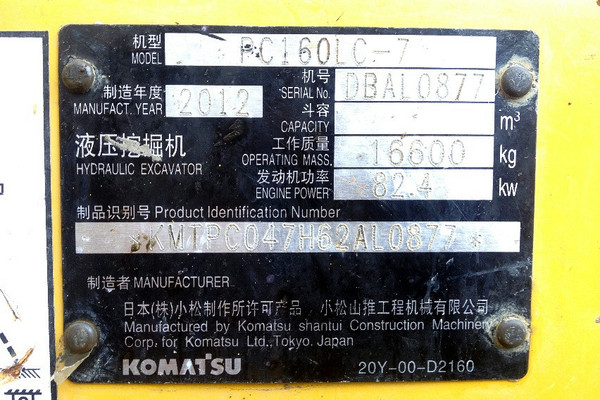 机型 MODEL PC160LC-7
机号 SERIAL No. DBAL0877
制造年度 MANUFACT. YEAR 2012
斗容 CAPACITY m³
液压挖掘机 HYDRAULIC EXCAVATOR
工作质量 OPERATING MASS. 16600 kg
发动机功率 ENGINE POWER 82.4 kw
制品识别号 Product Identification Number
*KMTPC047H62AL0877*
制造者 MANUFACTURER
日本(株)小松制作所许可产品, 小松山推工程机械有限公司
Manufactured by Komatsu shantui Construction Machinery
Corp. for Komatsu Ltd., Tokyo. Japan
KOMATSU 20Y-00-D2160